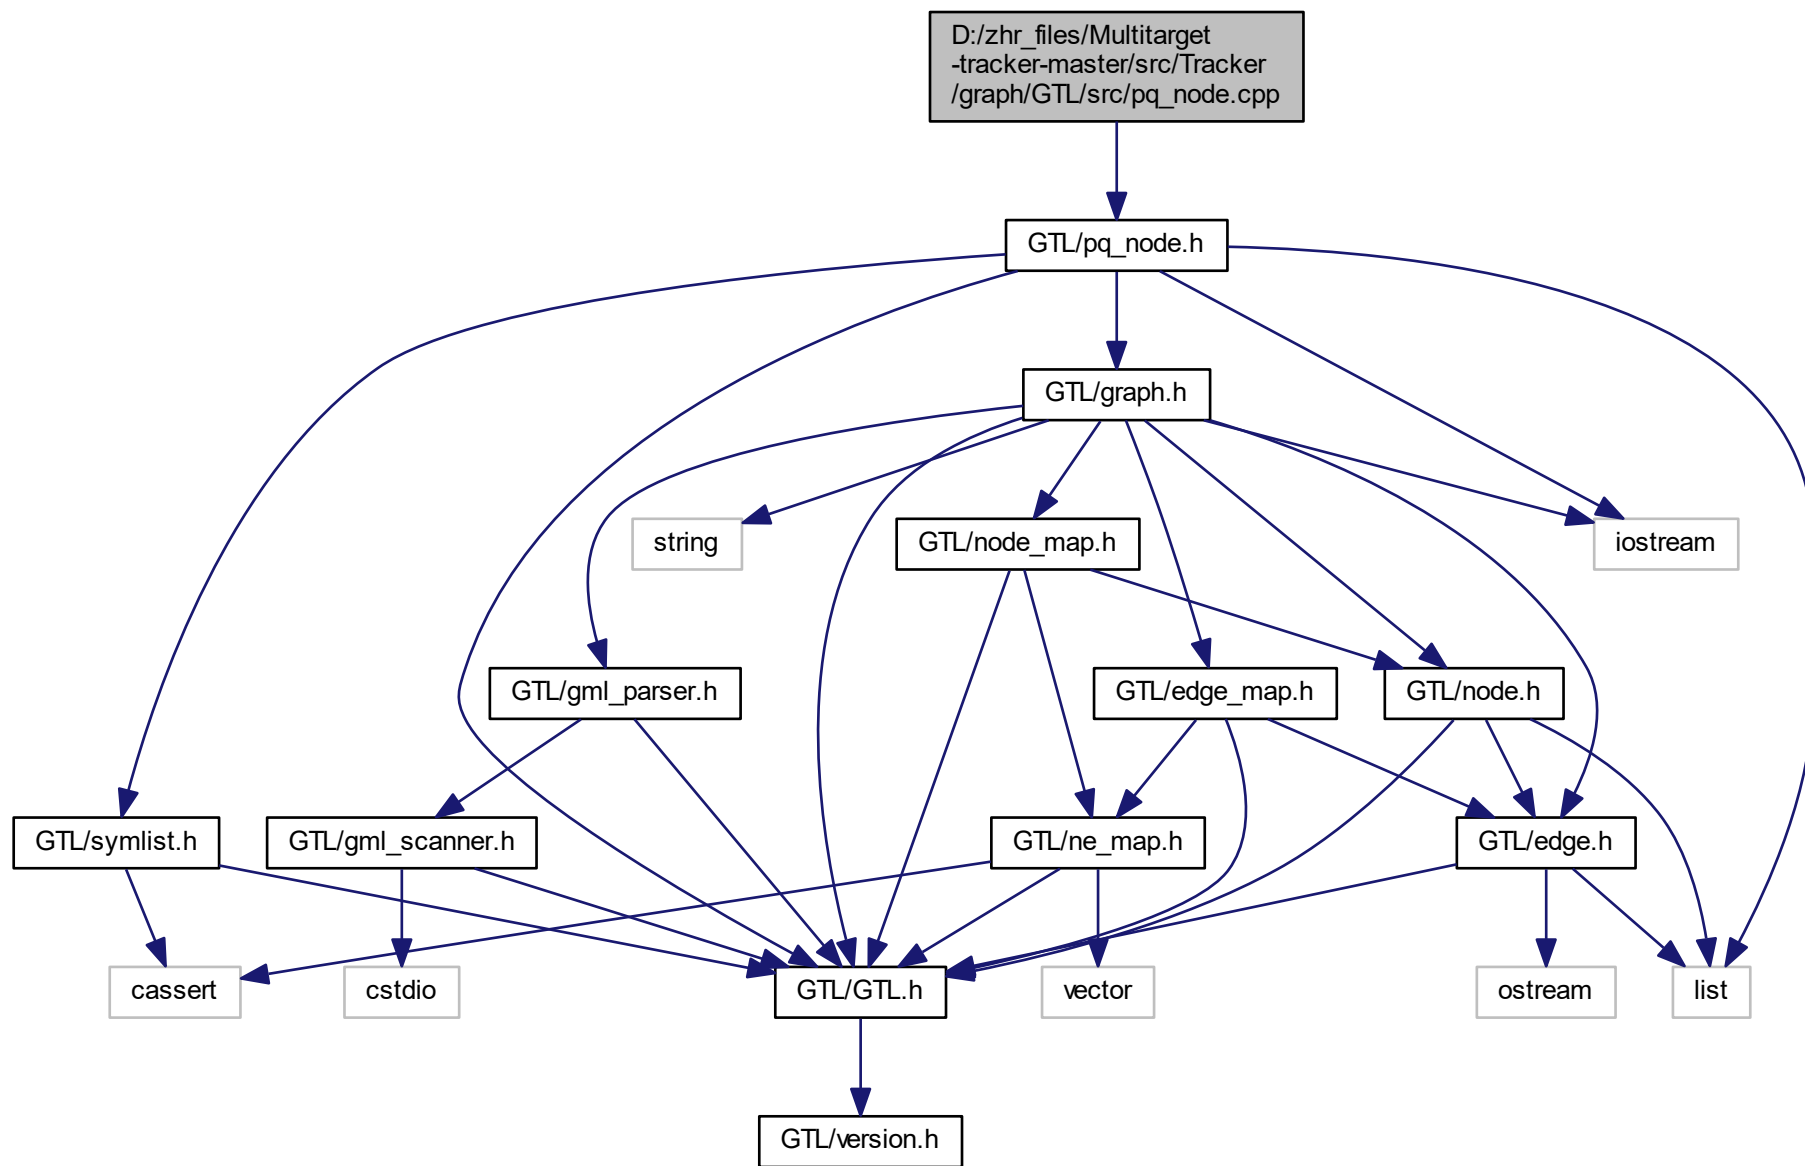 D:/zhr_files/Multitarget
-tracker-master/src/Tracker
/graph/GTL/src/pq_node.cpp
GTL/pq_node.h
GTL/graph.h
string
GTL/node_map.h
iostream
GTL/gml_parser.h
GTL/edge_map.h
GTL/node.h
GTL/symlist.h
GTL/gml_scanner.h
GTL/ne_map.h
GTL/edge.h
cassert
cstdio
GTL/GTL.h
vector
ostream
list
GTL/version.h